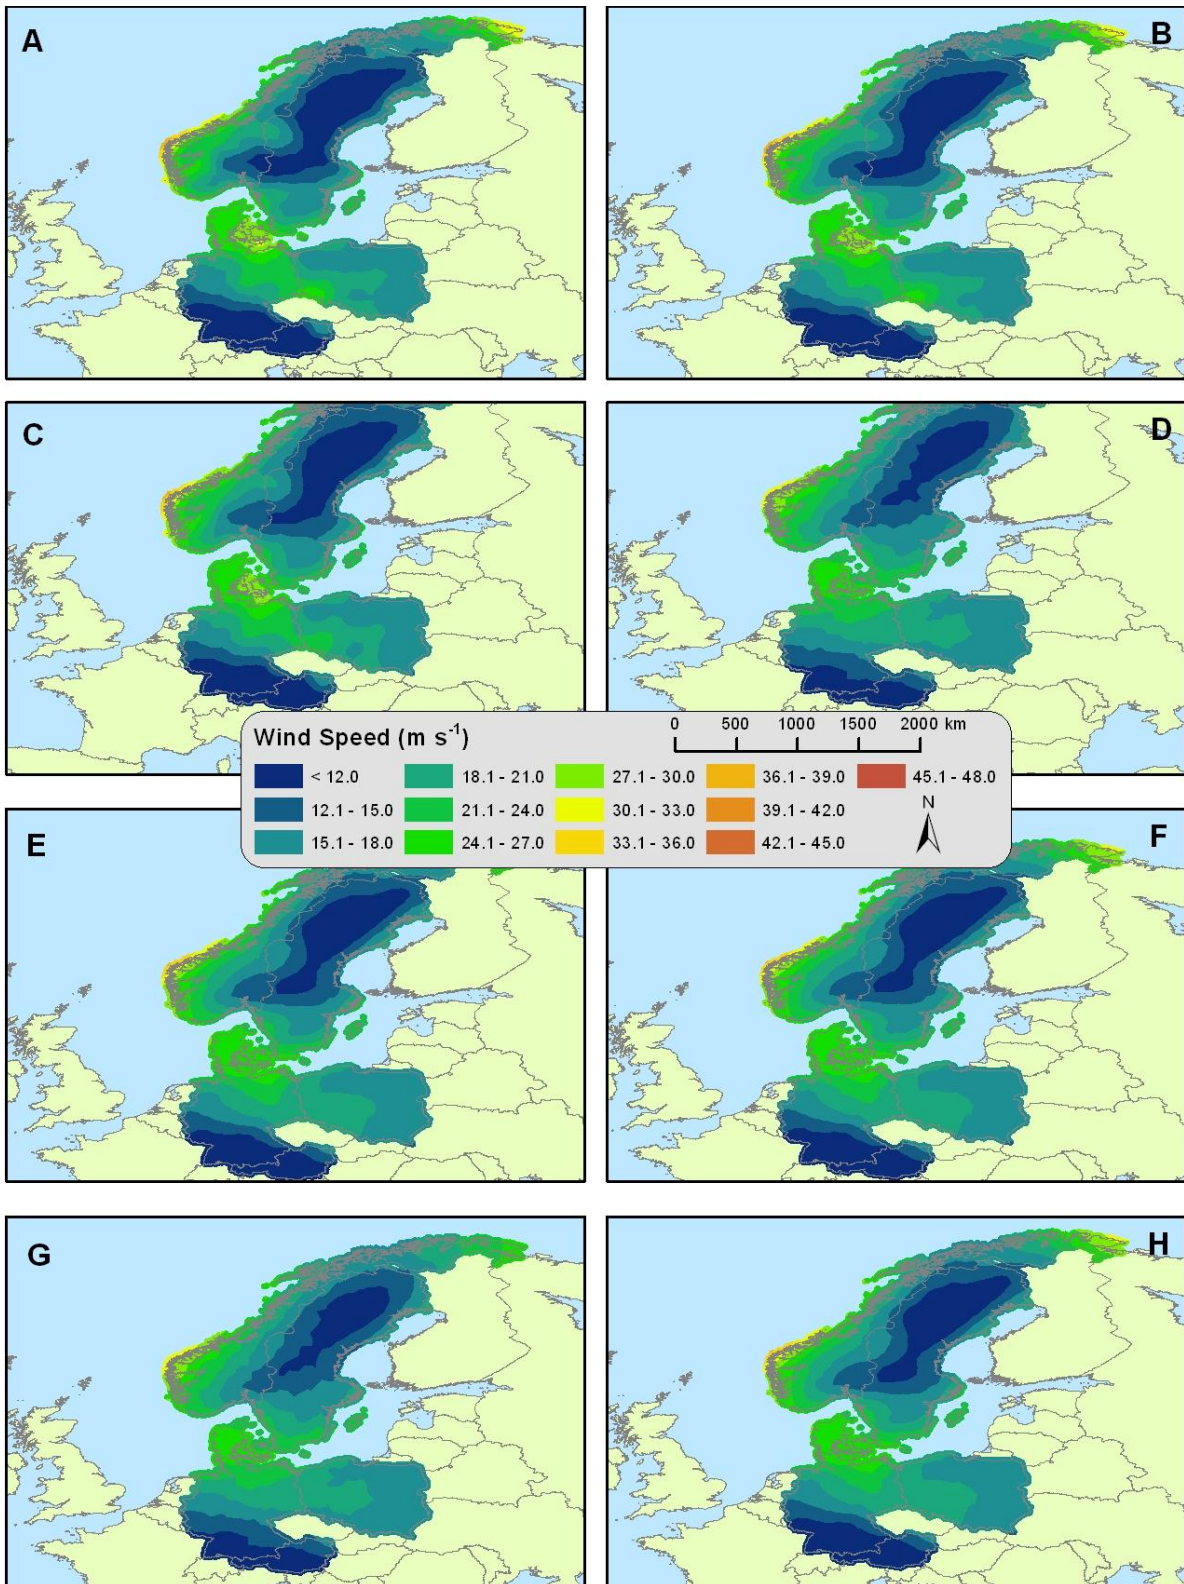 A
B
C
D
Wind Speed (m s-1)
0 500 1000 1500 2000 km
< 12.0
18.1 - 21.0
27.1 - 30.0
36.1 - 39.0
45.1 - 48.0
12.1 - 15.0
21.1 - 24.0
30.1 - 33.0
39.1 - 42.0
N
15.1 - 18.0
24.1 - 27.0
33.1 - 36.0
42.1 - 45.0
E
F
G
H